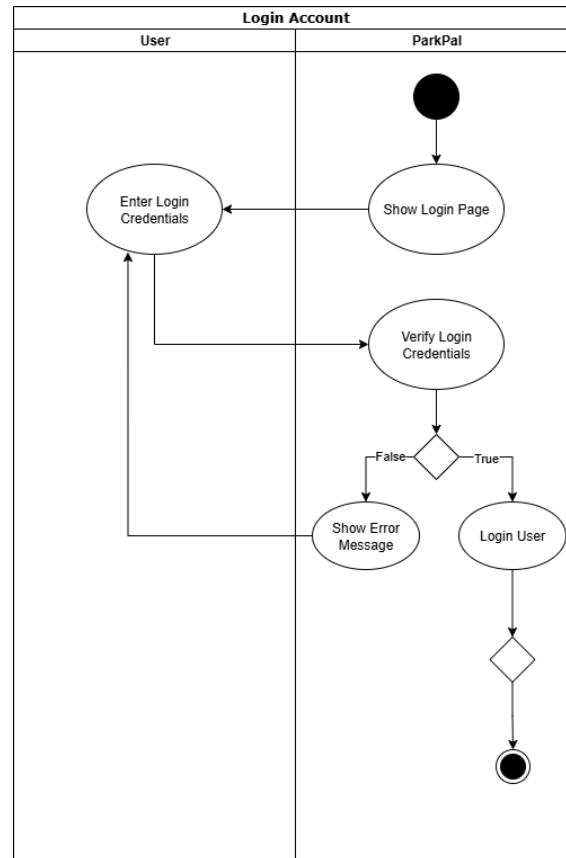 Login Account
User
ParkPal
Show Login Page
Enter Login
Credentials
Verify Login
Credentials
False
True
Show Error
Message
Login User